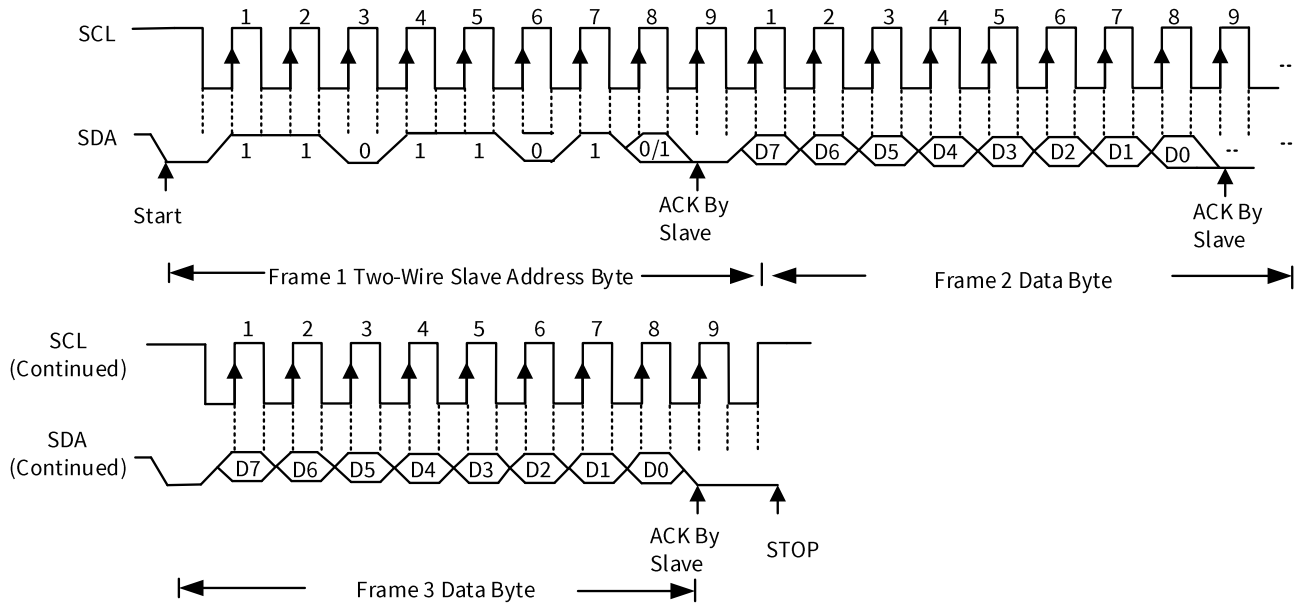 1 2 3 4 5 6 7 8 9 1 2 3 4 5 6 7 8 9
SCL
--
SDA
1 1 0 1 1 0 1 0/1 D7 D6 D5 D4 D3 D2 D1 D0 -- --
Start
ACK By
Slave
ACK By
Slave
Frame 1 Two-Wire Slave Address Byte
Frame 2 Data Byte
1 2 3 4 5 6 7 8 9
SCL
(Continued)
SDA
(Continued)
D7 D6 D5 D4 D3 D2 D1 D0
ACK By
Slave
STOP
Frame 3 Data Byte